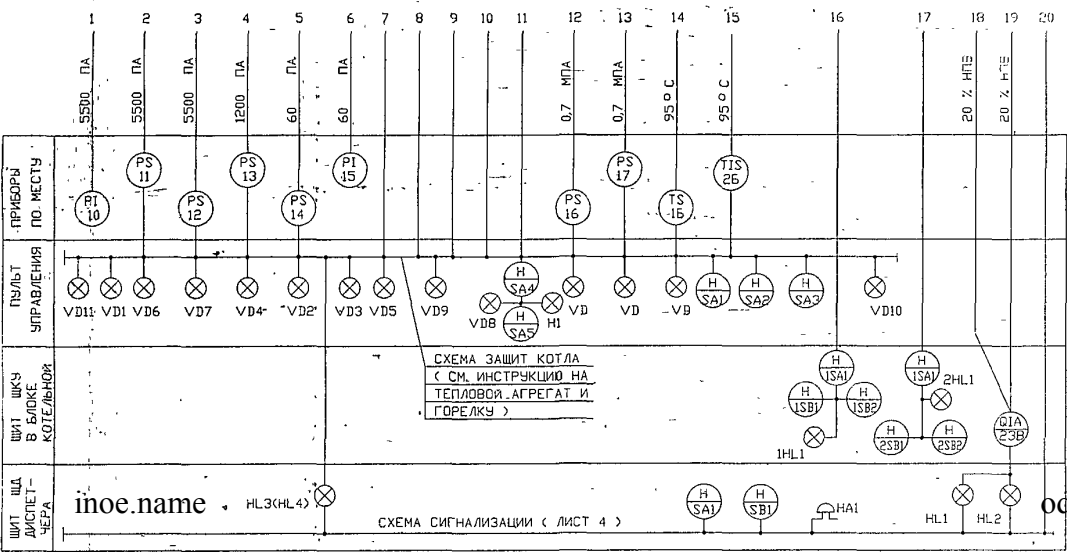 1 2 3 4 5 6 7 8 9 10 11 12 13 14 15 16 17 18 19 20
5500 ПА
5500 ПА
5500 ПА
1200 ПА
60 ПА
60 ПА
0,7 МПА
0,7 МПА
95° С
95° С
20 % НПВ
20 % НПВ
ПРИБОРЫ
ПО МЕСТУ
PI
10
PS
11
PS
12
PS
13
PS
14
PI
15
PS
16
PS
17
TS
1Б
TIS
2Б
ПУЛЬТ
УПРАВЛЕНИЯ
VD11 VD1 VD6 VD7 VD4 VD2 VD3 VD5 VD9 VD8
H
SA4
H
SA5
H1
VD VD VD
H
SA1
H
SA2
H
SA3
VD10
СХЕМА ЗАЩИТ КОТЛА
( СМ. ИНСТРУКЦИЮ НА
ТЕПЛОВОЙ АГРЕГАТ И
ГОРЕЛКУ )
ЩИТ ЩКУ
В БЛОКЕ
КОТЕЛЬНОЙ
H
1SA1
H
1SB1
H
1SB2
1HL1
H
1SA1
2HL1
H
2SB1
H
2SB2
QIA
23В
ЩИТ ЩД
ДИСПЕТ-
ЧЕРА
inoe.name
HL3(HL4)
СХЕМА СИГНАЛИЗАЦИИ ( ЛИСТ 4 )
H
SA1
H
SB1
HA1
HL1
HL2